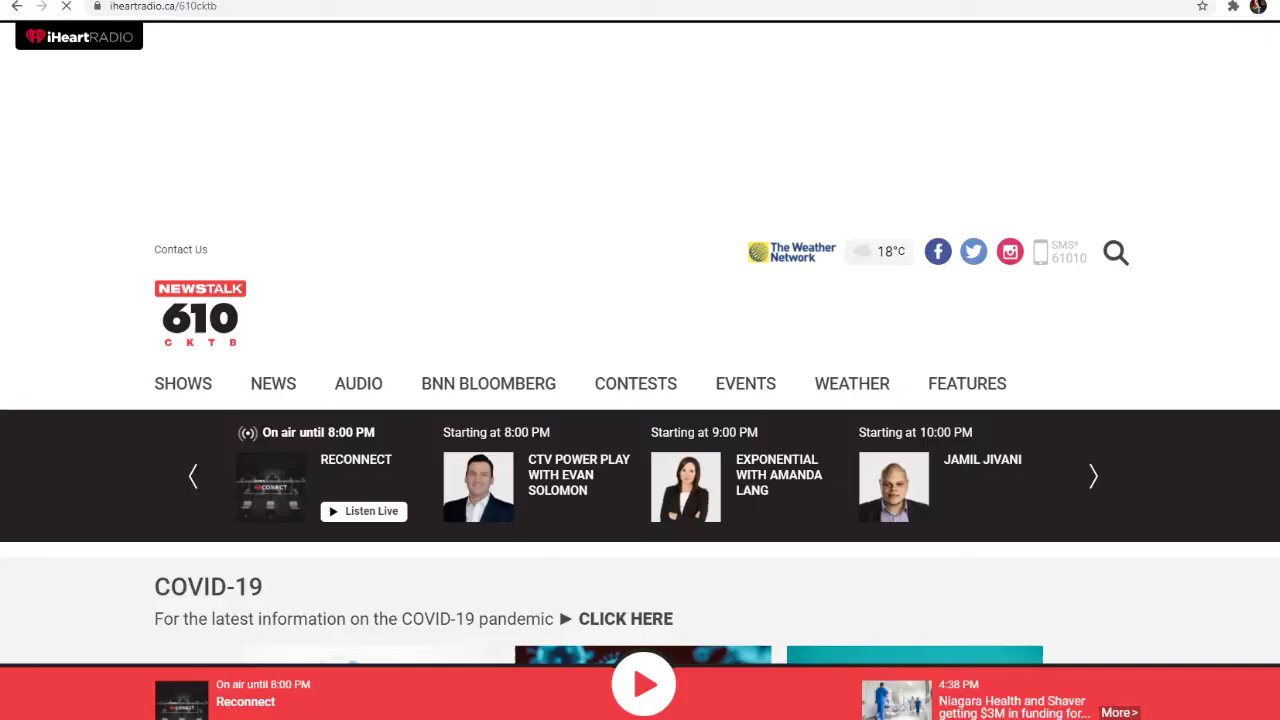 iheartradio.ca/610cktb
iHeartRADIO
Contact Us
The Weather
Network
18°C
SMS*
61010
NEWSTALK
610
CKTB
SHOWS NEWS AUDIO BNN BLOOMBERG CONTESTS EVENTS WEATHER FEATURES
On air until 8:00 PM
RECONNECT
Listen Live
Starting at 8:00 PM
CTV POWER PLAY
WITH EVAN
SOLOMON
Starting at 9:00 PM
EXPONENTIAL
WITH AMANDA
LANG
Starting at 10:00 PM
JAMIL JIVANI
COVID-19
For the latest information on the COVID-19 pandemic ► CLICK HERE
On air until 8:00 PM
Reconnect
4:38 PM
Niagara Health and Shaver
getting $3M in funding for...
More>